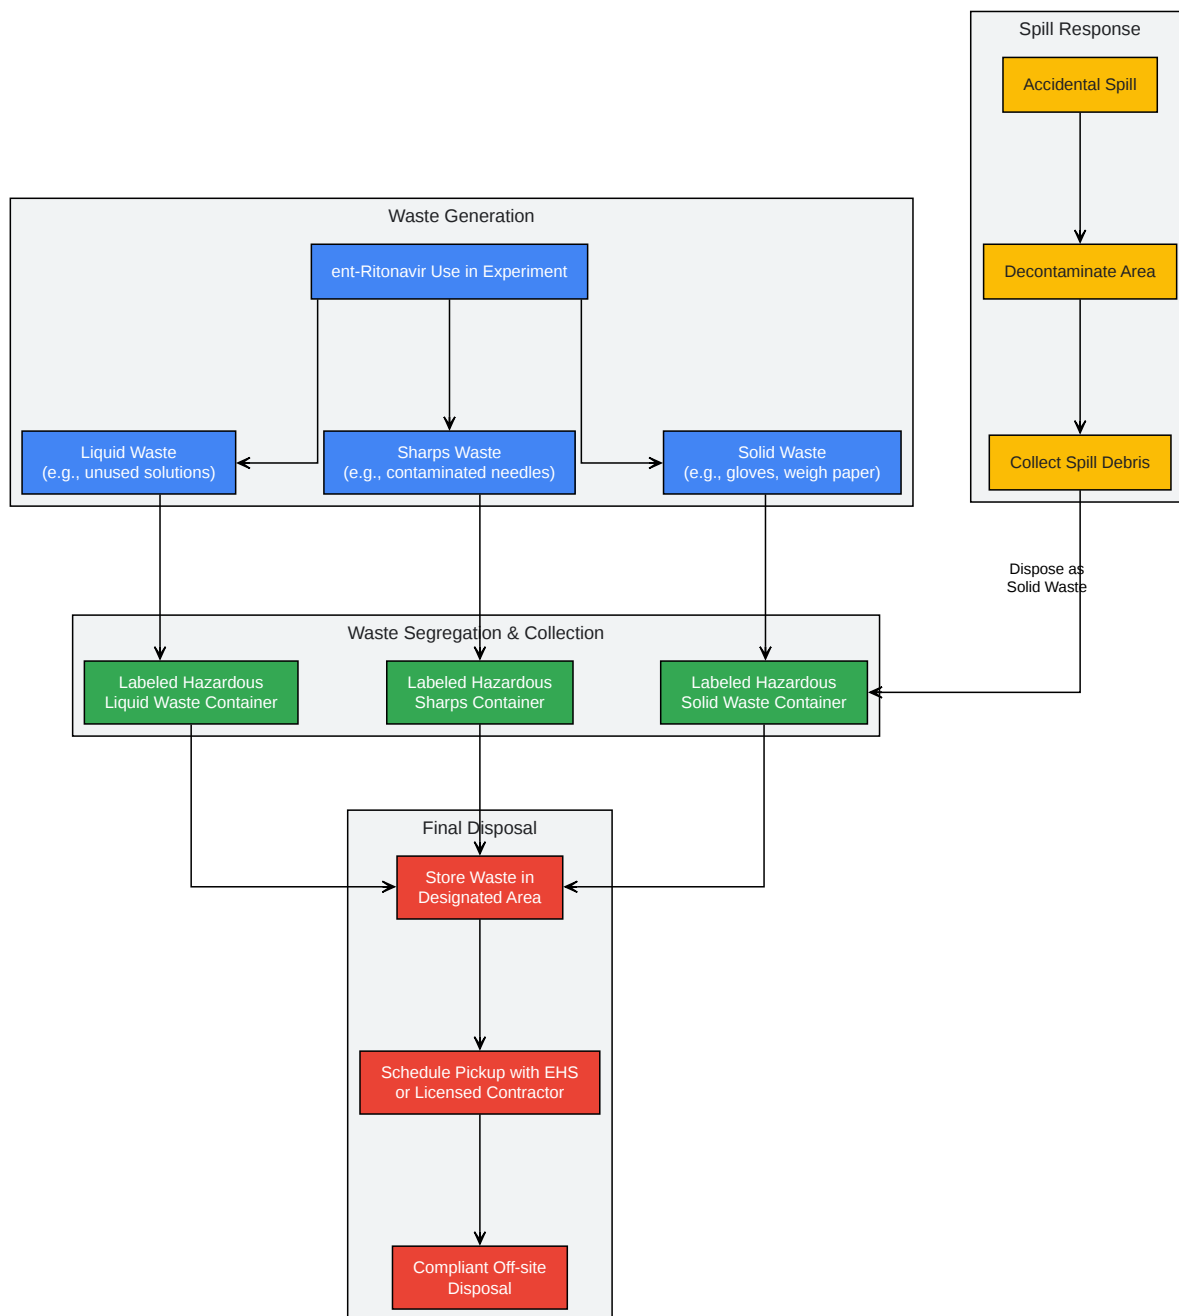 Spill Response
Accidental Spill
Waste Generation
ent-Ritonavir Use in Experiment
Decontaminate Area
Liquid Waste
(e.g., unused solutions)
Sharps Waste
(e.g., contaminated needles)
Solid Waste
(e.g., gloves, weigh paper)
Collect Spill Debris
Dispose as
Solid Waste
Waste Segregation & Collection
Labeled Hazardous
Liquid Waste Container
Labeled Hazardous
Sharps Container
Labeled Hazardous
Solid Waste Container
Final Disposal
Store Waste in
Designated Area
Schedule Pickup with EHS
or Licensed Contractor
Compliant Off-site
Disposal